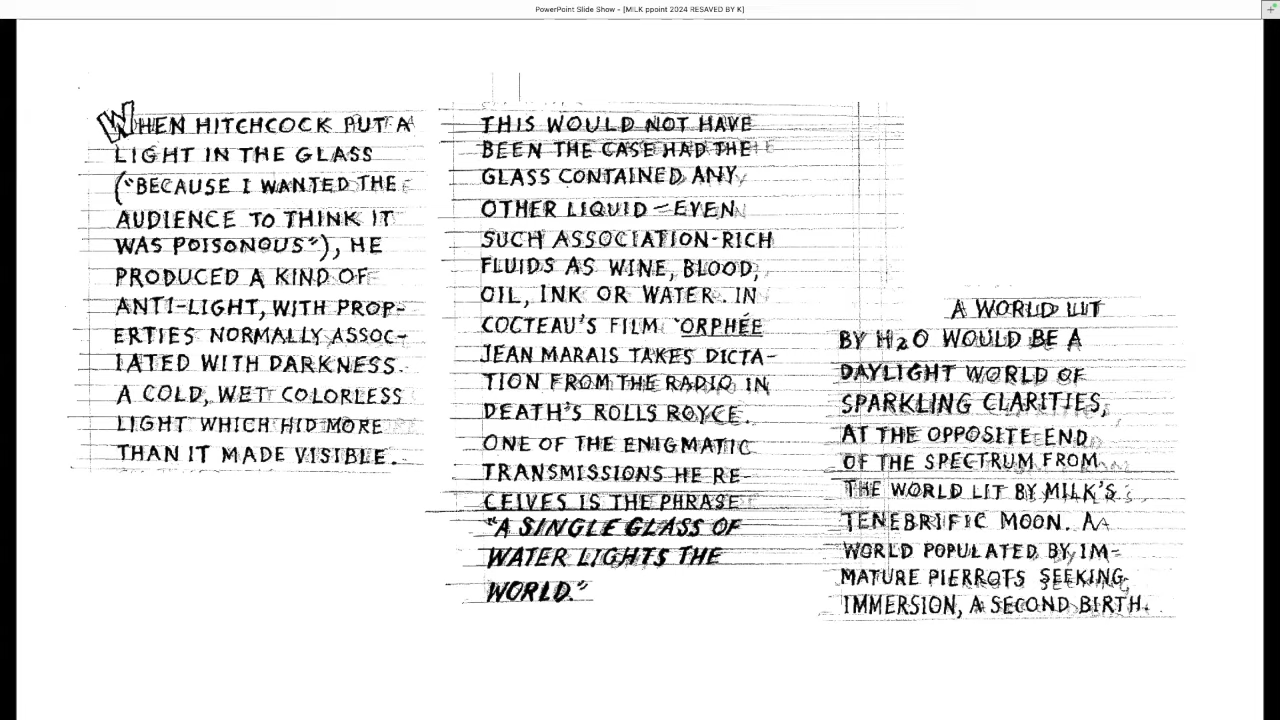 PowerPoint Slide Show - [MILK ppoint 2024 RESAVED BY K]
WHEN HITCHCOCK PUT A
LIGHT IN THE GLASS
("BECAUSE I WANTED THE
AUDIENCE TO THINK IT
WAS POISONOUS"), HE
PRODUCED A KIND OF
ANTI-LIGHT, WITH PROP-
ERTIES NORMALLY ASSOC-
IATED WITH DARKNESS.
A COLD, WET COLORLESS
LIGHT WHICH HID MORE
THAN IT MADE VISIBLE.
THIS WOULD NOT HAVE
BEEN THE CASE HAD THE
GLASS CONTAINED ANY
OTHER LIQUID – EVEN
SUCH ASSOCIATION-RICH
FLUIDS AS WINE, BLOOD,
OIL, INK OR WATER. IN
COCTEAU'S FILM "ORPHÉE
JEAN MARAIS TAKES DICTA-
TION FROM THE RADIO IN
DEATH'S ROLLS ROYCE.
ONE OF THE ENIGMATIC
TRANSMISSIONS HE RE-
CEIVES IS THE PHRASE
"A SINGLE GLASS OF
WATER LIGHTS THE
WORLD."
A WORLD LIT
BY H2O WOULD BE A
DAYLIGHT WORLD OF
SPARKLING CLARITIES,
AT THE OPPOSITE END
OF THE SPECTRUM FROM
THE WORLD LIT BY MILK'S
TENEBRIFIC MOON. A
WORLD POPULATED BY IM-
MATURE PIERROTS SEEKING
IMMERSION, A SECOND BIRTH.